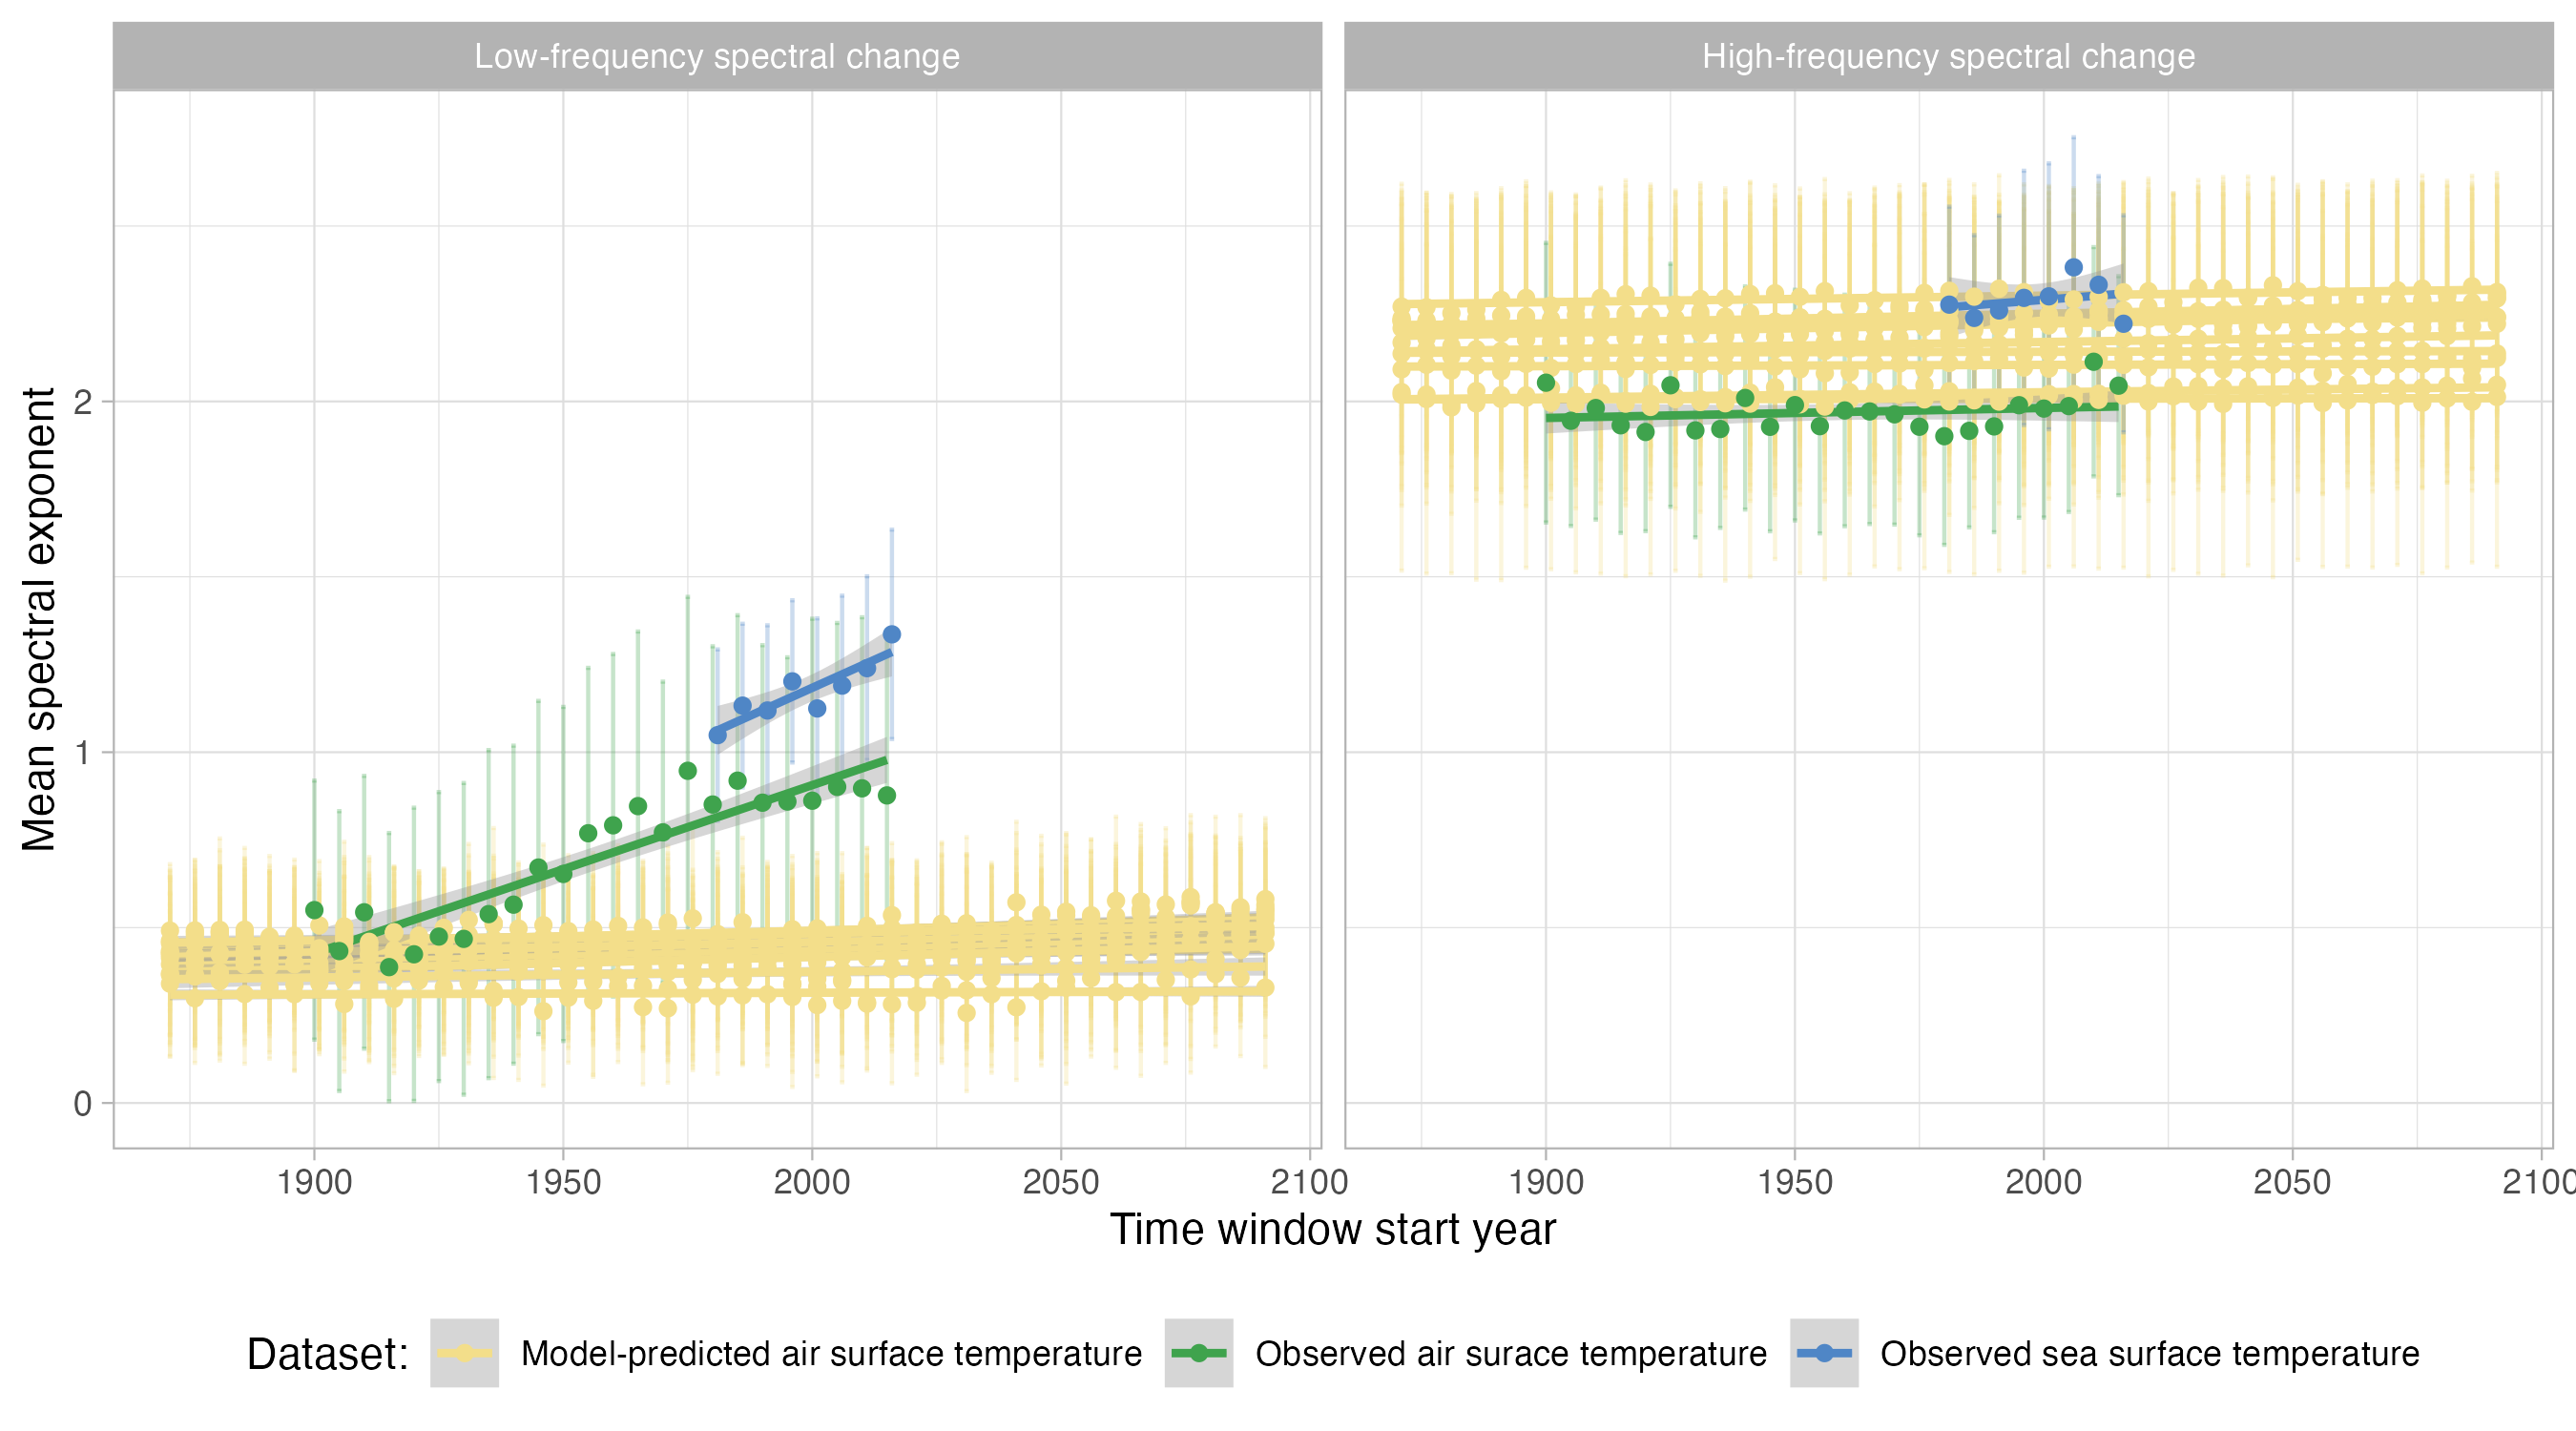 Low-frequency spectral change
High-frequency spectral change
Mean spectral exponent
2
1
0
1900 1950 2000 2050 2100
1900 1950 2000 2050 2100
Time window start year
Dataset: Model-predicted air surface temperature Observed air surace temperature Observed sea surface temperature